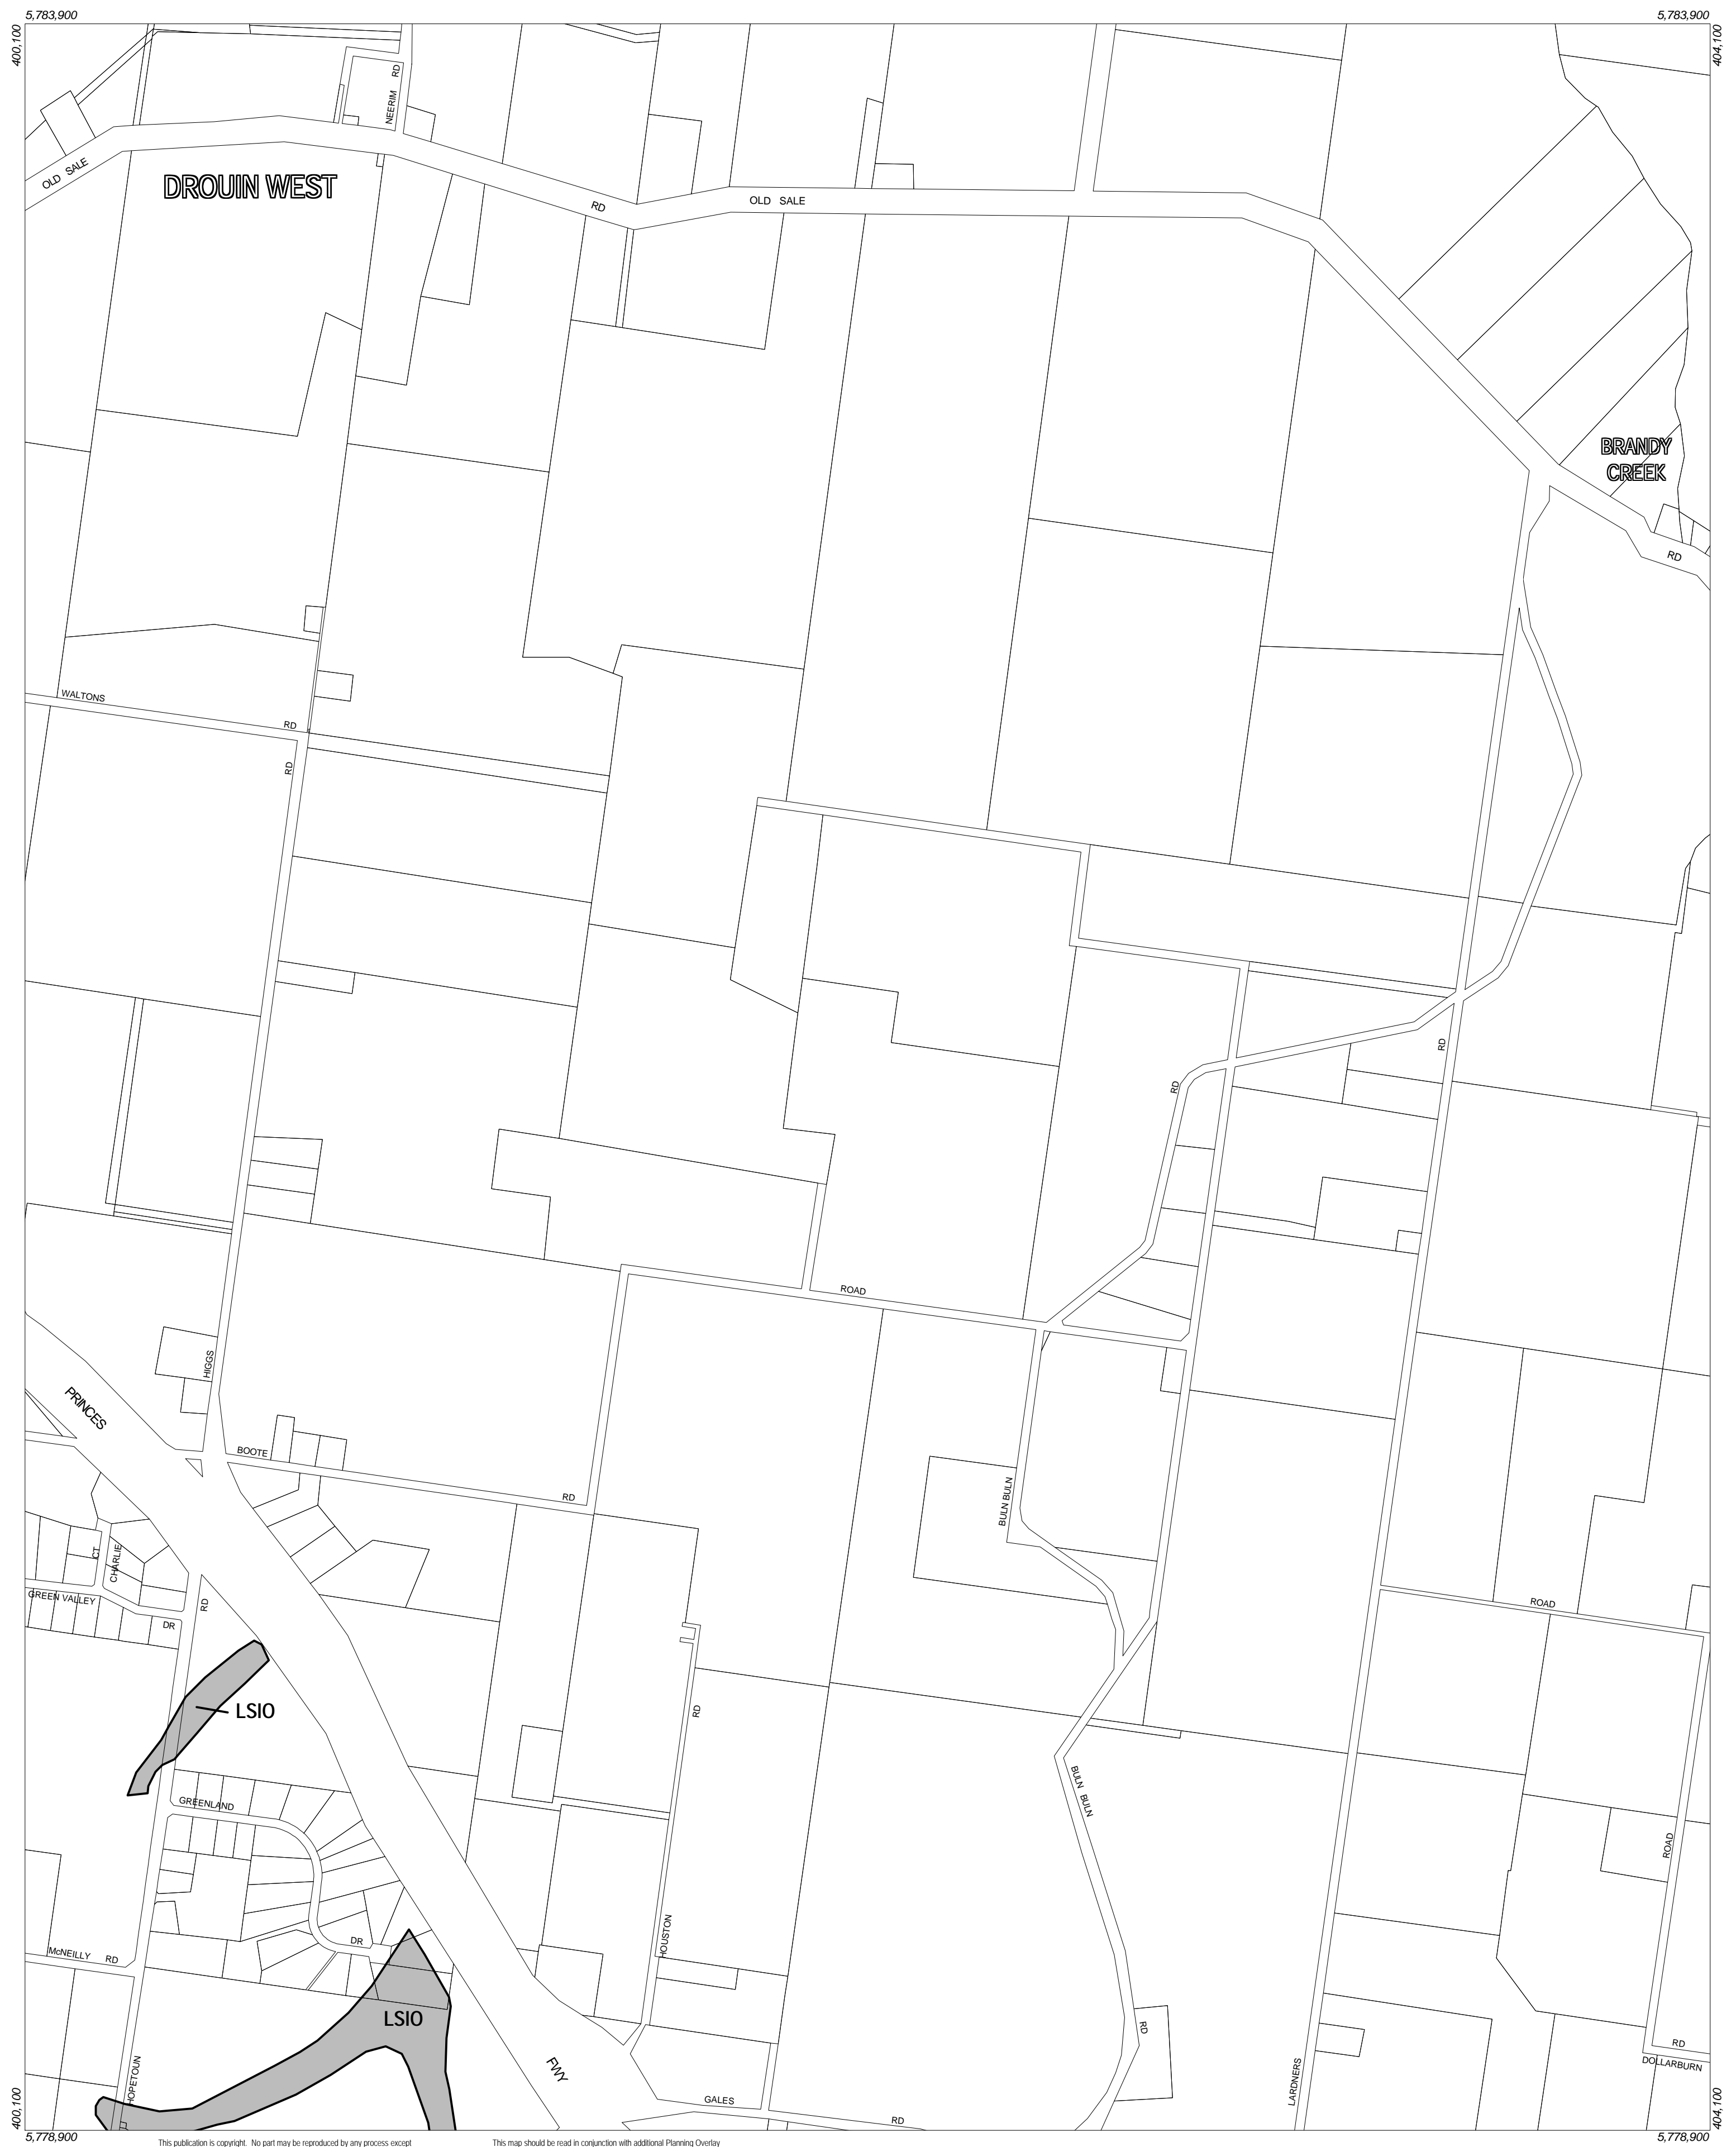 5,783,900
5,783,900
400,100
404,100
NEERIM RD
OLD SALE
DROUIN WEST
RD
OLD SALE
BRANDY
CREEK
RD
WALTONS
RD
RD
RD
RD
ROAD
HIGGS
PRINCES
BOOTE
RD
BULN BULN
CT
CHARLIE
GREEN VALLEY
DR
RD
ROAD
LSIO
RD
BULN BULN
GREENLAND
ROAD
HOUSTON
DR
McNEILLY RD
LSIO
RD
RD
DOLLARBURN
FWY
HOPETOUN
LARDNERS
GALES
RD
400,100
404,100
5,778,900
5,778,900
This publication is copyright. No part may be reproduced by any process except
This map should be read in conjunction with additional Planning Overlay